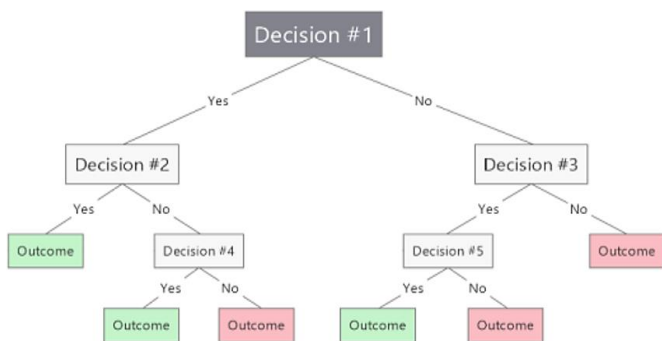 Decision #1
Yes
No
Decision #2
Decision #3
Yes
No
Yes
No
Outcome
Decision #4
Decision #5
Outcome
Yes
No
Yes
No
Outcome
Outcome
Outcome
Outcome